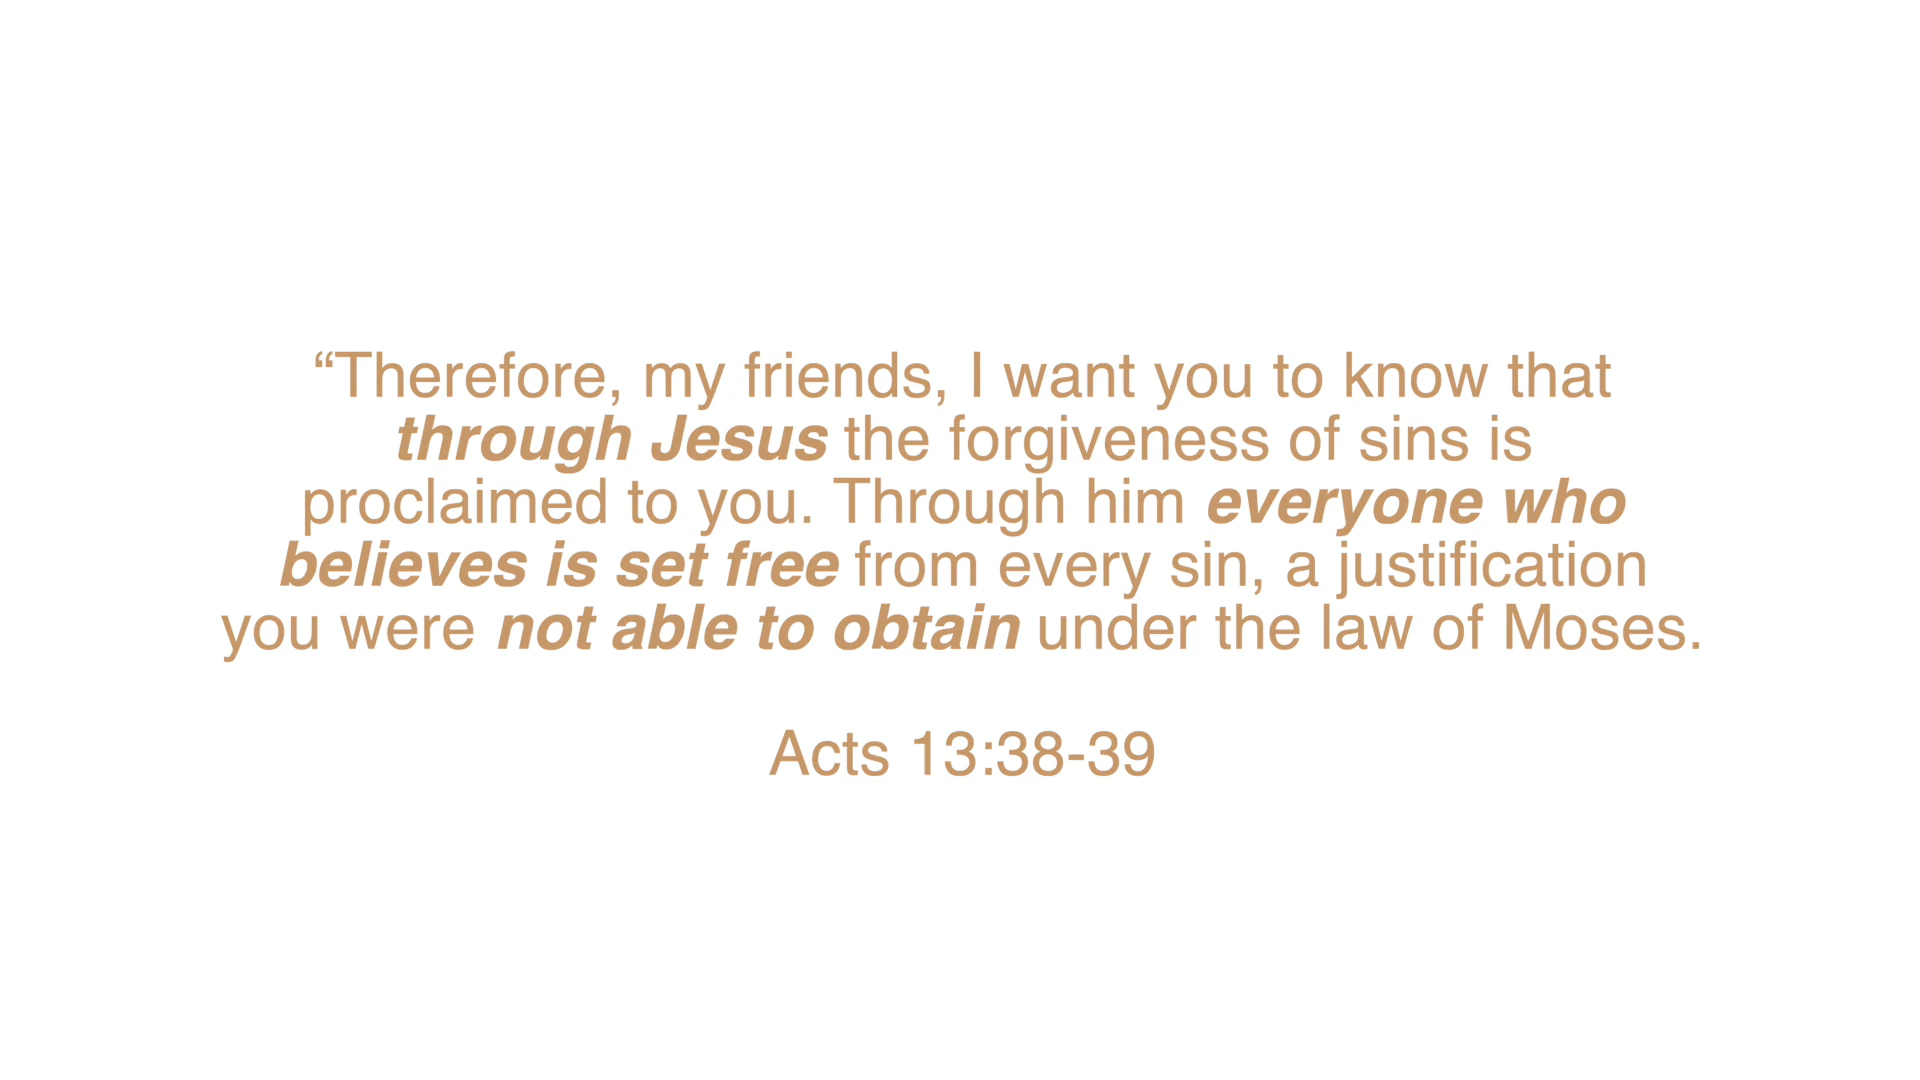 “Therefore, my friends, I want you to know that
through Jesus the forgiveness of sins is
proclaimed to you. Through him everyone who
believes is set free from every sin, a justification
you were not able to obtain under the law of Moses.
Acts 13:38-39